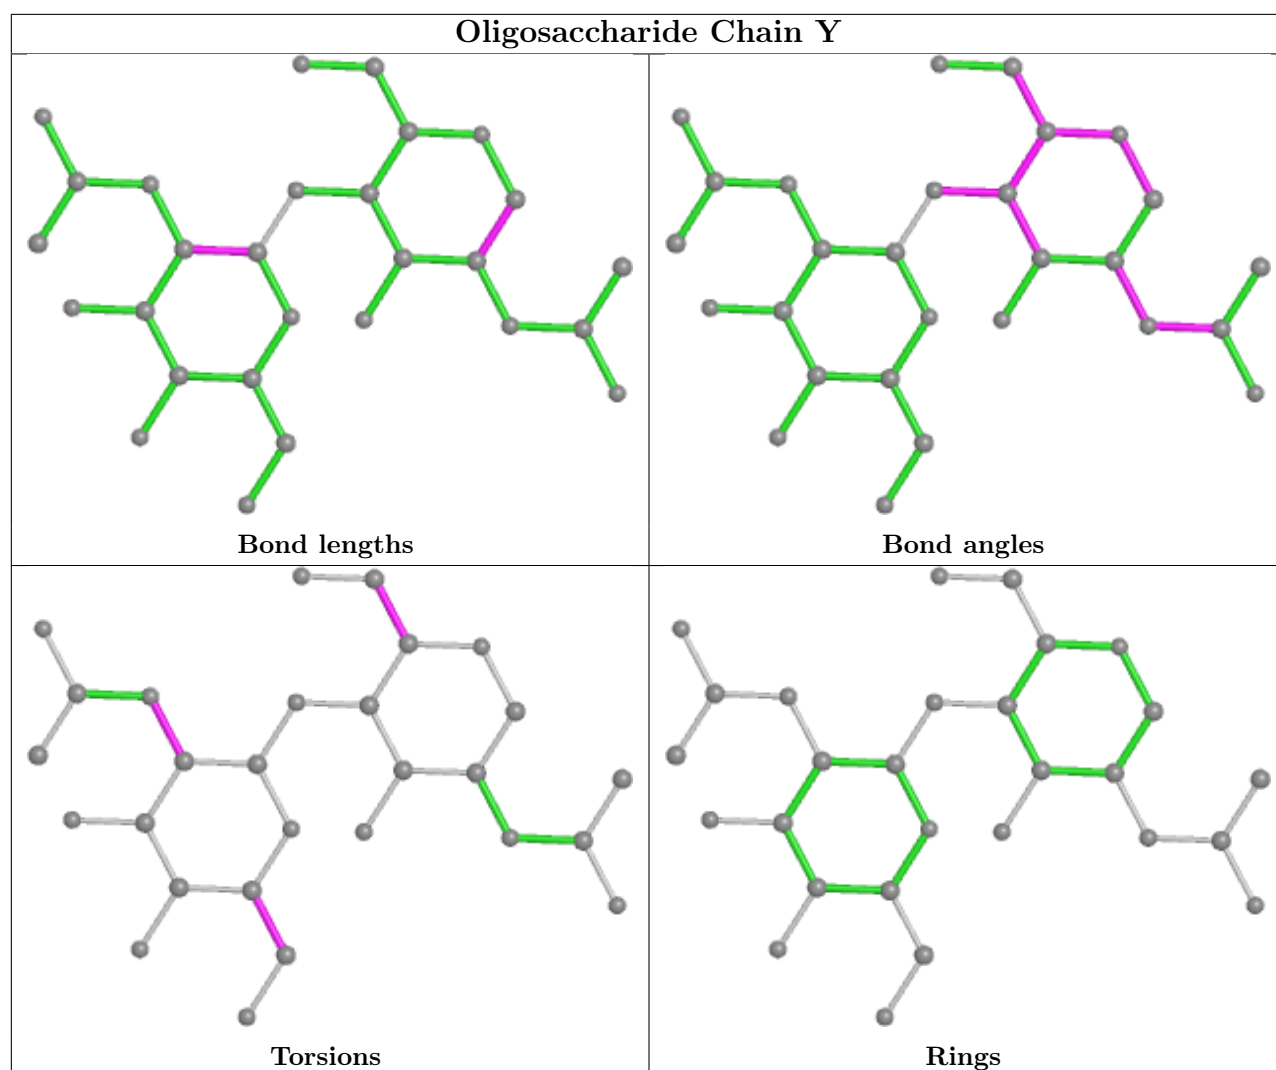 Oligosaccharide Chain Y
Bond lengths
Bond angles
Torsions
Rings